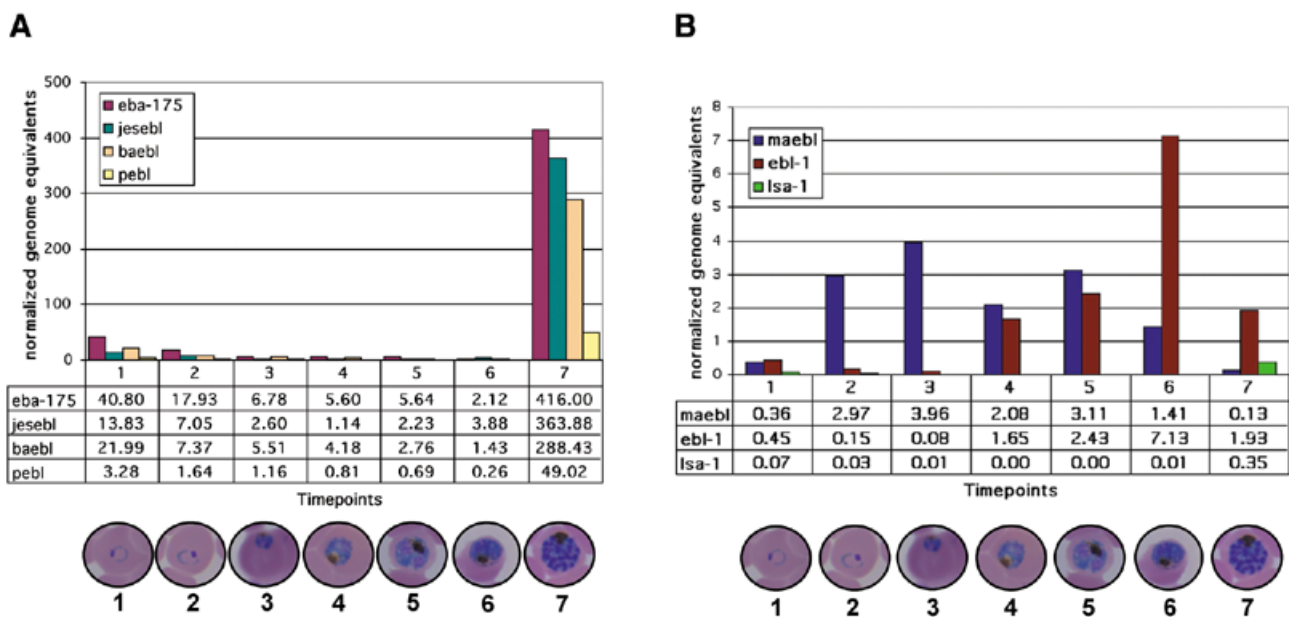 A
normalized genome equivalents
500
400
300
200
100
0
eba-175
jesebl
baebl
pebl
1 2 3 4 5 6 7
eba-175 40.80 17.93 6.78 5.60 5.64 2.12 416.00
jesebl 13.83 7.05 2.60 1.14 2.23 3.88 363.88
baebl 21.99 7.37 5.51 4.18 2.76 1.43 288.43
pebl 3.28 1.64 1.16 0.81 0.69 0.26 49.02
Timepoints
1 2 3 4 5 6 7
B
normalized genome equivalents
8
7
6
5
4
3
2
1
0
maebl
ebl-1
lsa-1
1 2 3 4 5 6 7
maebl 0.36 2.97 3.96 2.08 3.11 1.41 0.13
ebl-1 0.45 0.15 0.08 1.65 2.43 7.13 1.93
lsa-1 0.07 0.03 0.01 0.00 0.00 0.01 0.35
Timepoints
1 2 3 4 5 6 7